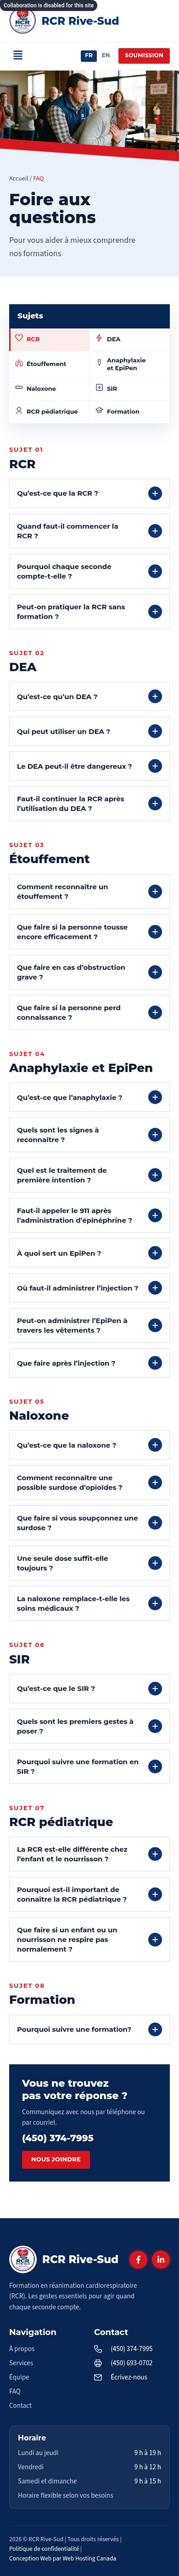 Collaboration is disabled for this site
RCR Rive-Sud
FR
EN
SOUMISSION
Accueil / FAQ
Foire aux
questions
Pour vous aider à mieux comprendre
nos formations
Sujets
RCR
DEA
Étouffement
Anaphylaxie
et EpiPen
Naloxone
SIR
RCR pédiatrique
Formation
SUJET 01
RCR
Qu’est-ce que la RCR ?
Quand faut-il commencer la
RCR ?
Pourquoi chaque seconde
compte-t-elle ?
Peut-on pratiquer la RCR sans
formation ?
SUJET 02
DEA
Qu’est-ce qu’un DEA ?
Qui peut utiliser un DEA ?
Le DEA peut-il être dangereux ?
Faut-il continuer la RCR après
l’utilisation du DEA ?
SUJET 03
Étouffement
Comment reconnaître un
étouffement ?
Que faire si la personne tousse
encore efficacement ?
Que faire en cas d’obstruction
grave ?
Que faire si la personne perd
connaissance ?
SUJET 04
Anaphylaxie et EpiPen
Qu’est-ce que l’anaphylaxie ?
Quels sont les signes à
reconnaître ?
Quel est le traitement de
première intention ?
Faut-il appeler le 911 après
l’administration d’épinéphrine ?
À quoi sert un EpiPen ?
Où faut-il administrer l’injection ?
Peut-on administrer l’EpiPen à
travers les vêtements ?
Que faire après l’injection ?
SUJET 05
Naloxone
Qu’est-ce que la naloxone ?
Comment reconnaître une
possible surdose d’opioïdes ?
Que faire si vous soupçonnez une
surdose ?
Une seule dose suffit-elle
toujours ?
La naloxone remplace-t-elle les
soins médicaux ?
SUJET 06
SIR
Qu’est-ce que le SIR ?
Quels sont les premiers gestes à
poser ?
Pourquoi suivre une formation en
SIR ?
SUJET 07
RCR pédiatrique
La RCR est-elle différente chez
l’enfant et le nourrisson ?
Pourquoi est-il important de
connaître la RCR pédiatrique ?
Que faire si un enfant ou un
nourrison ne respire pas
normalement ?
SUJET 08
Formation
Pourquoi suivre une formation?
Vous ne trouvez
pas votre réponse ?
Communiquez avec nous par téléphone ou
par courriel.
(450) 374-7995
NOUS JOINDRE
RCR Rive-Sud
Formation en réanimation cardiorespiratoire
(RCR). Les gestes essentiels pour agir quand
chaque seconde compte.
Navigation
À propos
Services
Équipe
FAQ
Contact
Contact
(450) 374-7995
(450) 693-0702
Écrivez-nous
Horaire
Lundi au jeudi 9 h à 19 h
Vendredi 9 h à 12 h
Samedi et dimanche 9 h à 15 h
Horaire flexible selon vos besoins
2026 © RCR Rive-Sud | Tous droits réservés |
Politique de confidentialité |
Conception Web par Web Hosting Canada